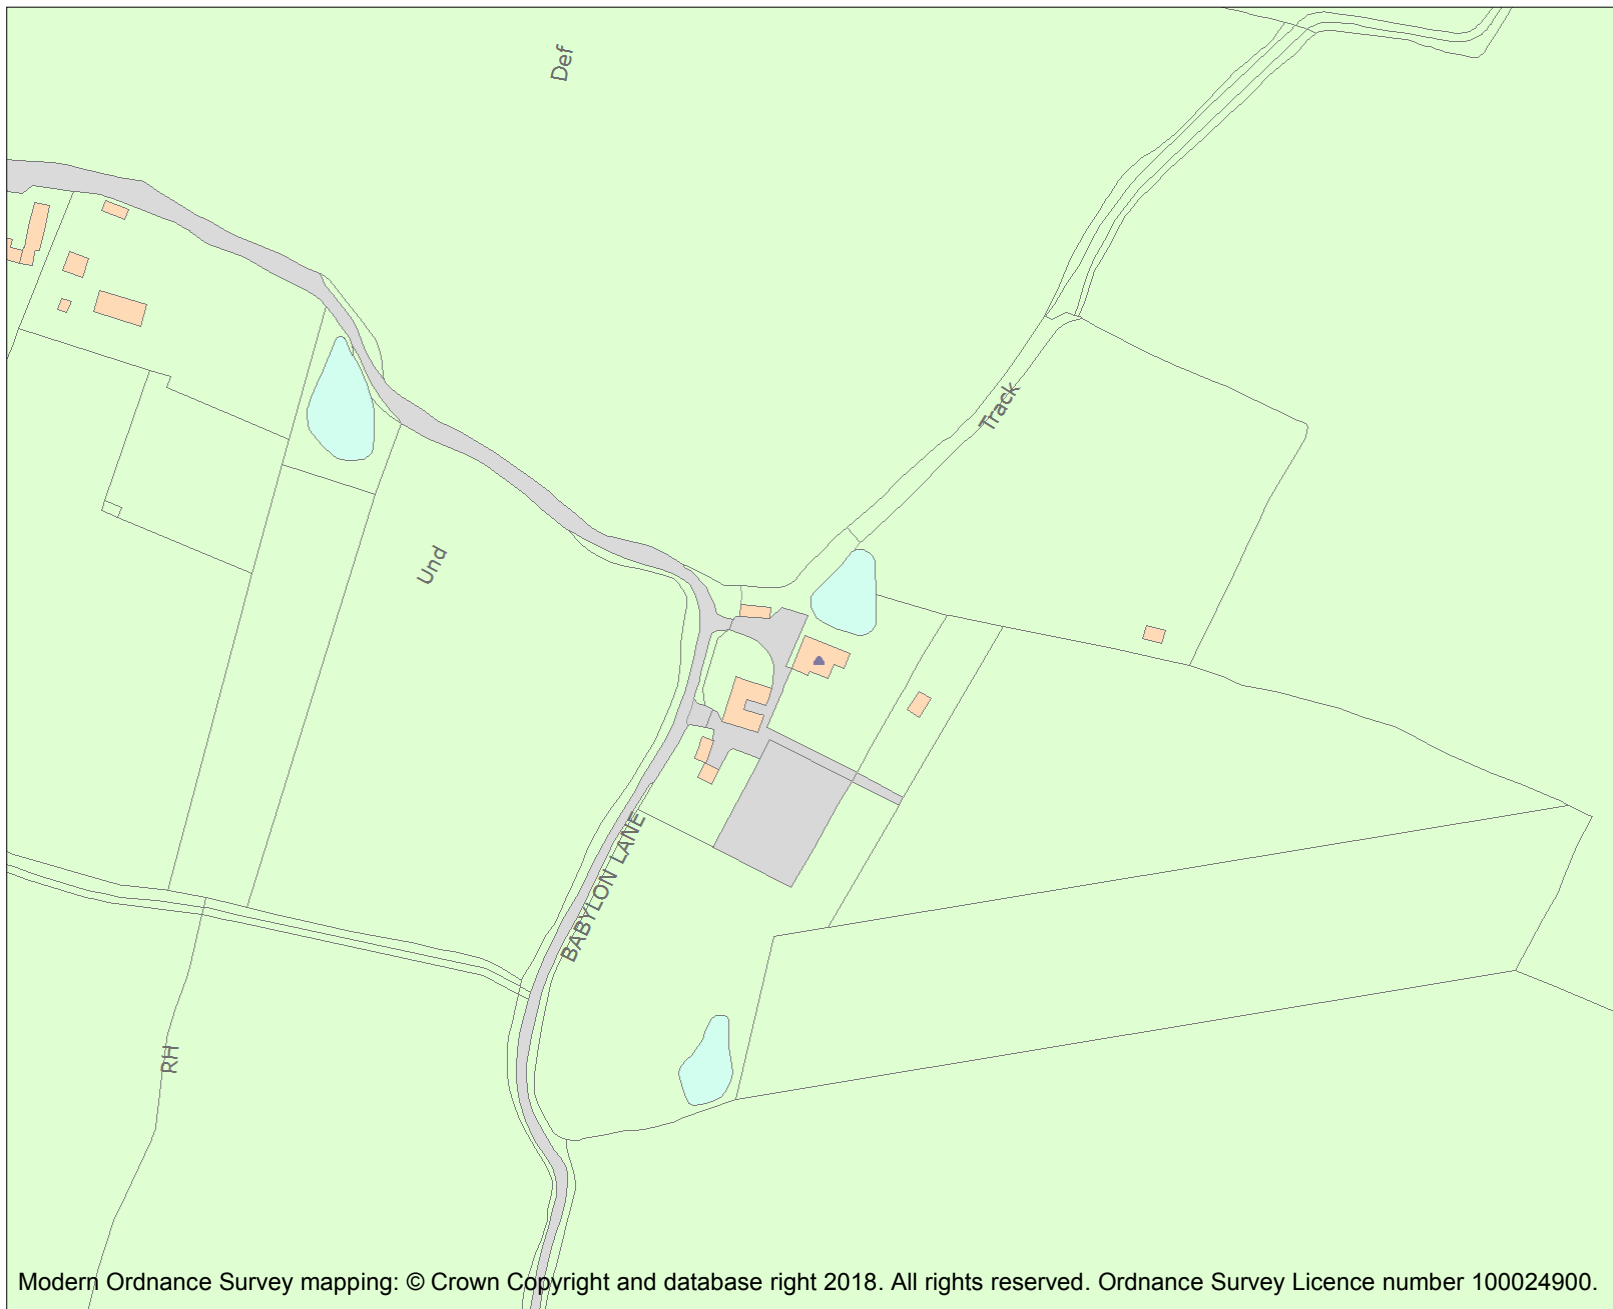 Def
Track
Und
BABYLON LANE
RH
Modern Ordnance Survey mapping: © Crown Copyright and database right 2018. All rights reserved. Ordnance Survey Licence number 100024900.